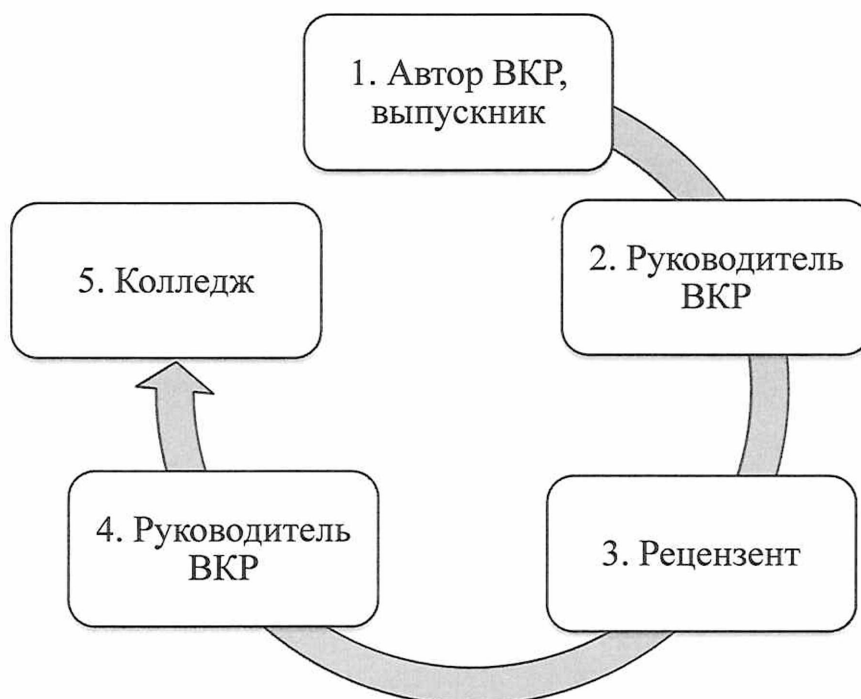 1. Автор ВКР,
выпускник
2. Руководитель
ВКР
3. Рецензент
4. Руководитель
ВКР
5. Колледж